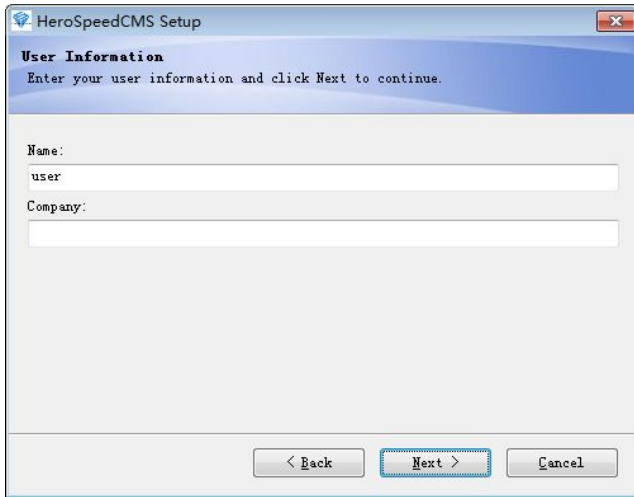 HeroSpeedCMS Setup
User Information
Enter your user information and click Next to continue.
Name:
user
Company:
< Back
Next >
Cancel